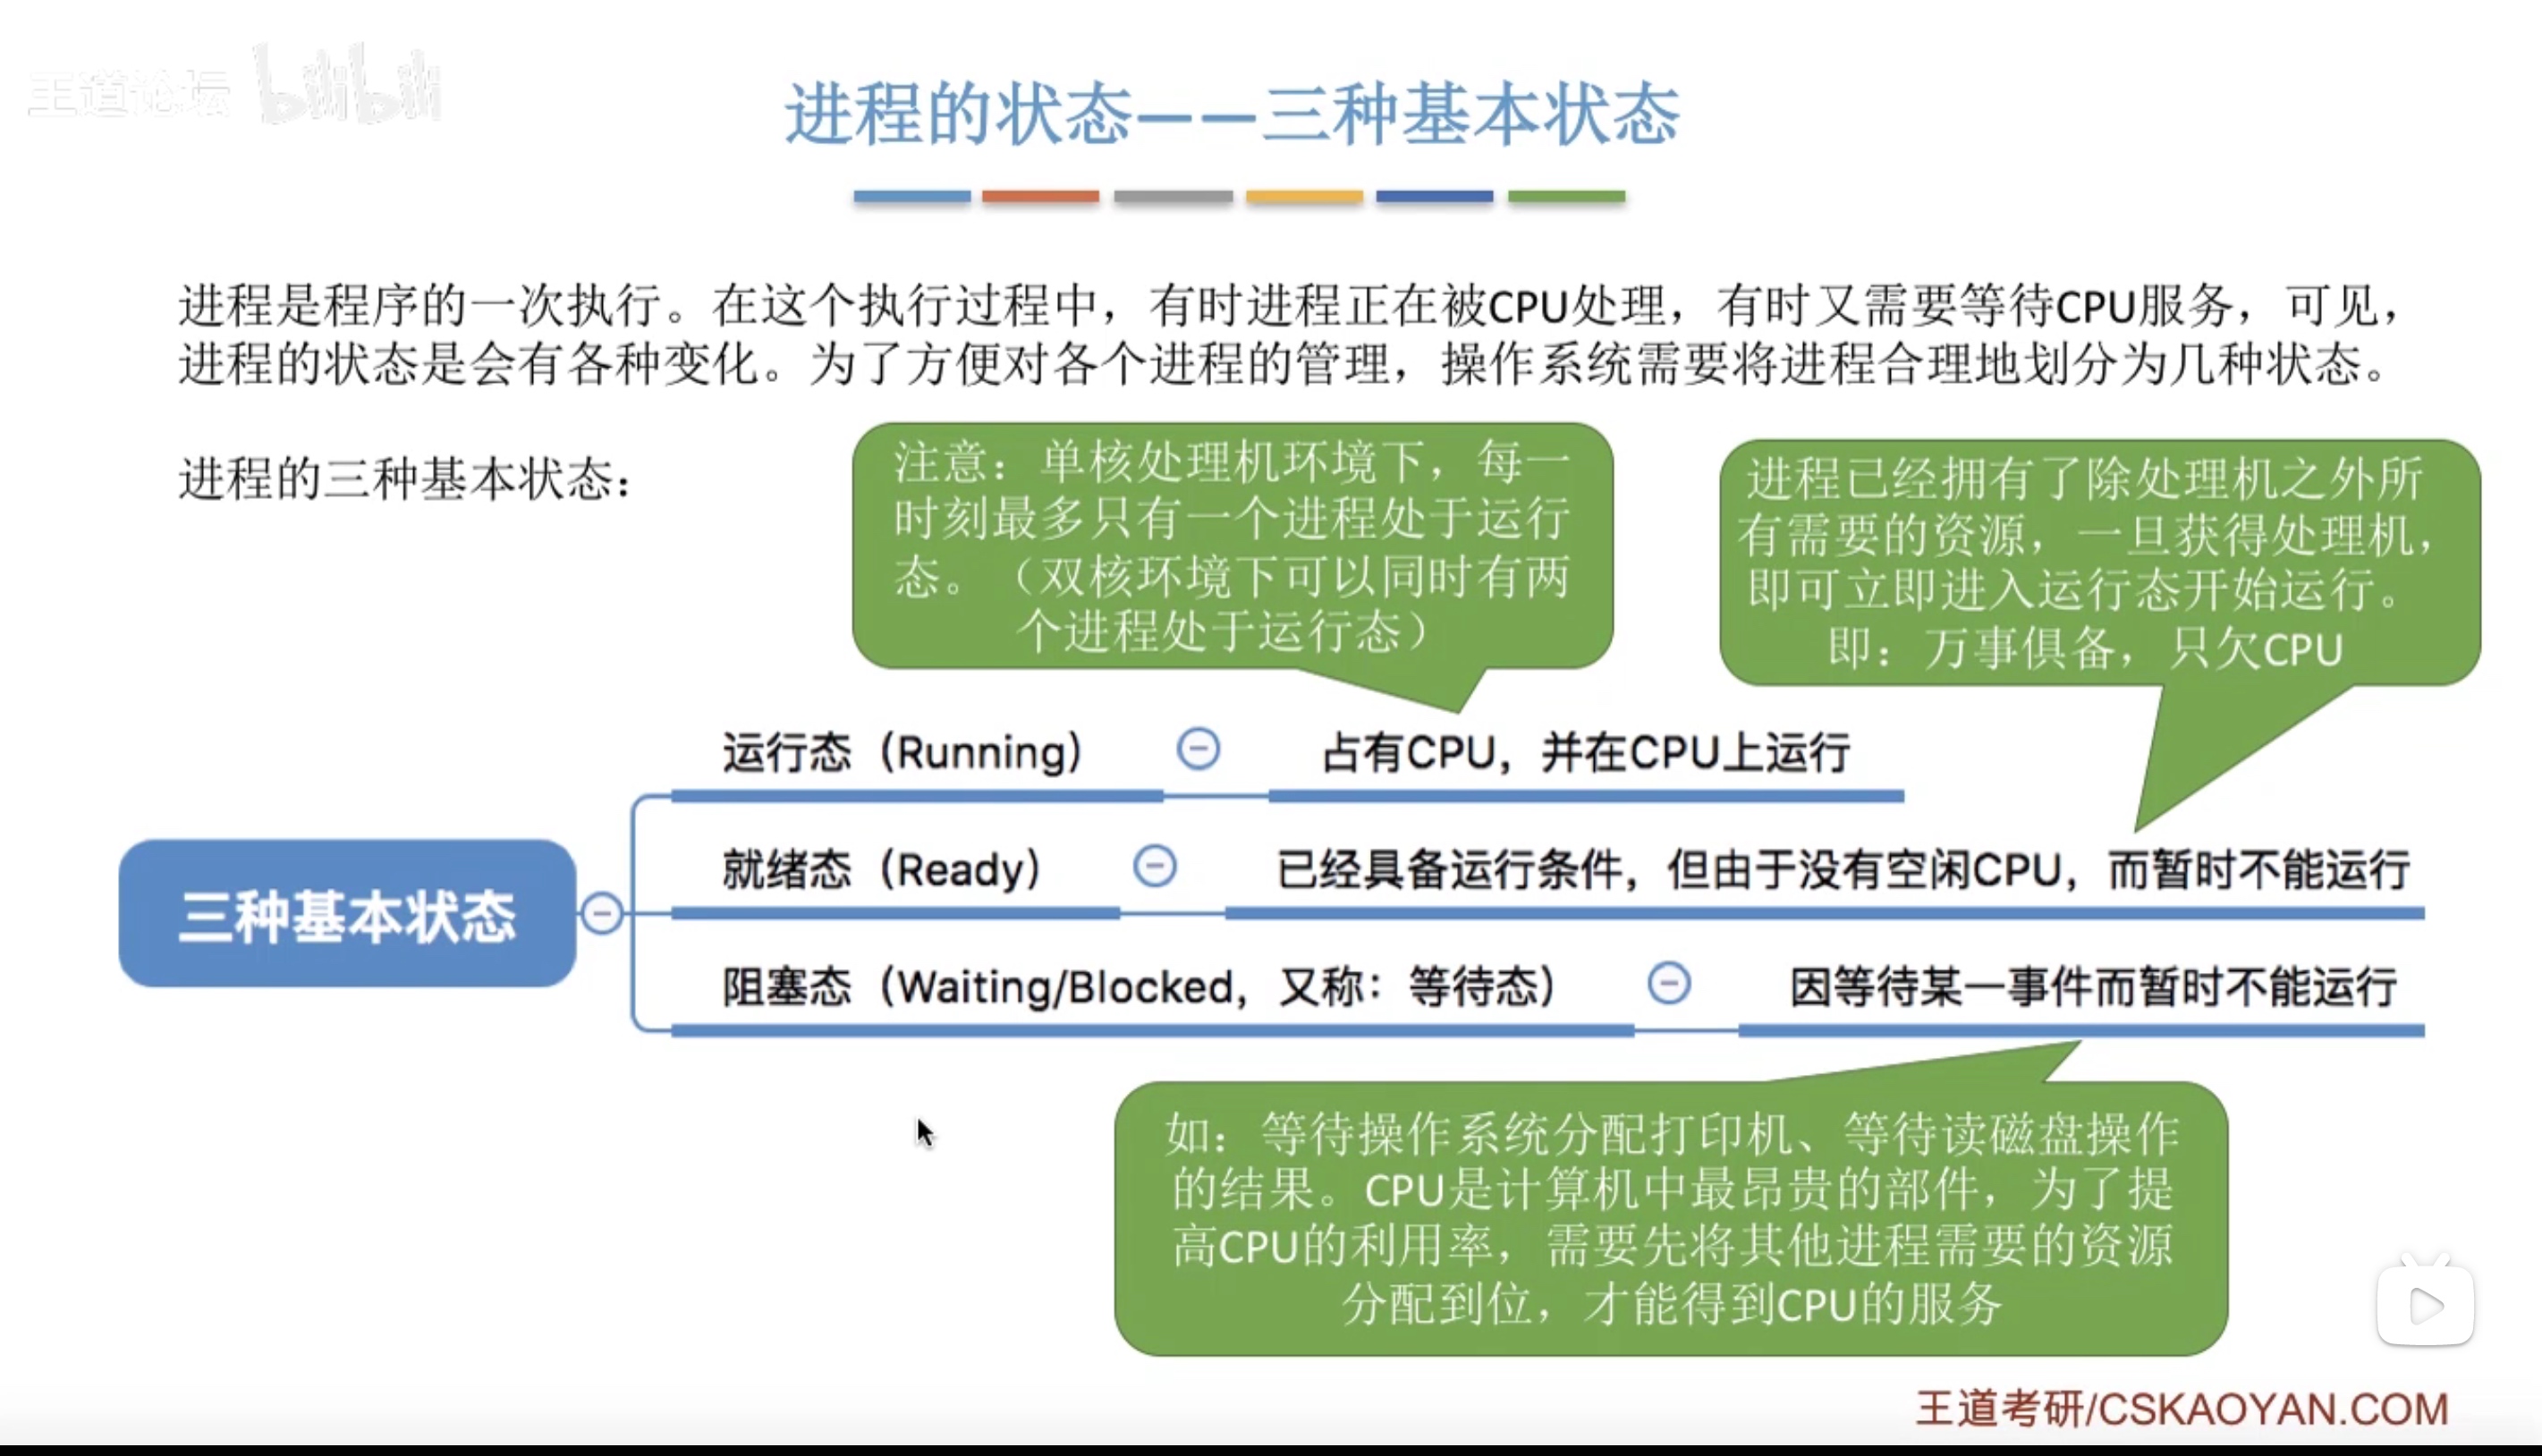 王道论坛 bilibili
进程的状态——三种基本状态
进程是程序的一次执行。在这个执行过程中，有时进程正在被CPU处理，有时又需要等待CPU服务，可见，
进程的状态是会有各种变化。为了方便对各个进程的管理，操作系统需要将进程合理地划分为几种状态。
进程的三种基本状态：
注意：单核处理机环境下，每一
时刻最多只有一个进程处于运行
态。（双核环境下可以同时有两
个进程处于运行态）
进程已经拥有了除处理机之外所
有需要的资源，一旦获得处理机，
即可立即进入运行态开始运行。
即：万事俱备，只欠CPU
三种基本状态
运行态（Running） 占有CPU，并在CPU上运行
就绪态（Ready） 已经具备运行条件，但由于没有空闲CPU，而暂时不能运行
阻塞态（Waiting/Blocked，又称：等待态） 因等待某一事件而暂时不能运行
如：等待操作系统分配打印机、等待读磁盘操作
的结果。CPU是计算机中最昂贵的部件，为了提
高CPU的利用率，需要先将其他进程需要的资源
分配到位，才能得到CPU的服务
王道考研/CSKAOYAN.COM